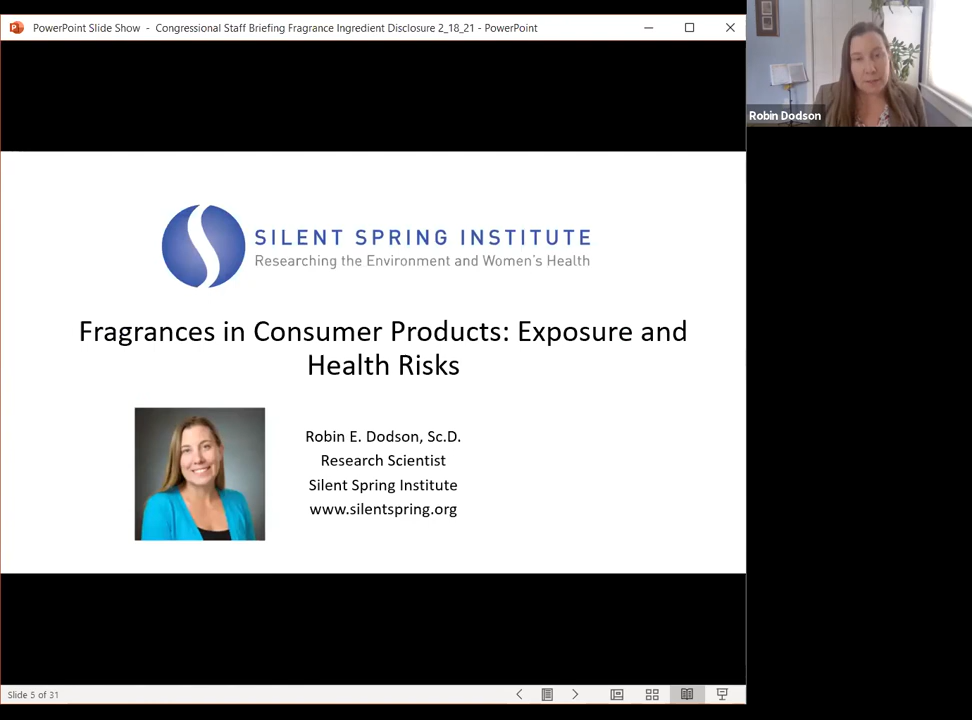 PowerPoint Slide Show - Congressional Staff Briefing Fragrance Ingredient Disclosure 2_18_21 - PowerPoint
Robin Dodson
SILENT SPRING INSTITUTE
Researching the Environment and Women's Health
Fragrances in Consumer Products: Exposure and
Health Risks
Robin E. Dodson, Sc.D.
Research Scientist
Silent Spring Institute
www.silentspring.org
Slide 5 of 31